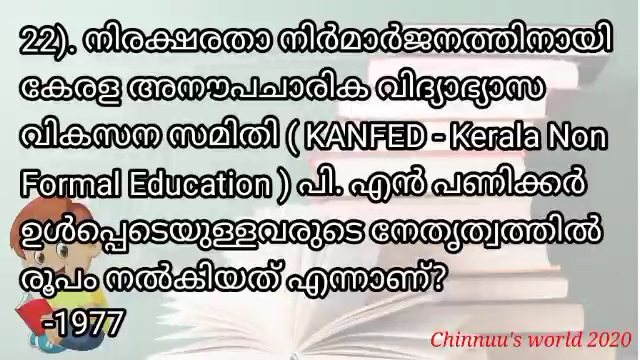 22). നിരക്ഷരതാ നിർമാർജനത്തിനായി
കേരള അനൗപചാരിക വിദ്യാഭ്യാസ
വികസന സമിതി ( KANFED - Kerala Non
Formal Education ) പി. എൻ പണിക്കർ
ഉൾപ്പെടെയുള്ളവരുടെ നേതൃത്വത്തിൽ
രൂപം നൽകിയത് എന്നാണ്?
-1977
Chinnuu's world 2020